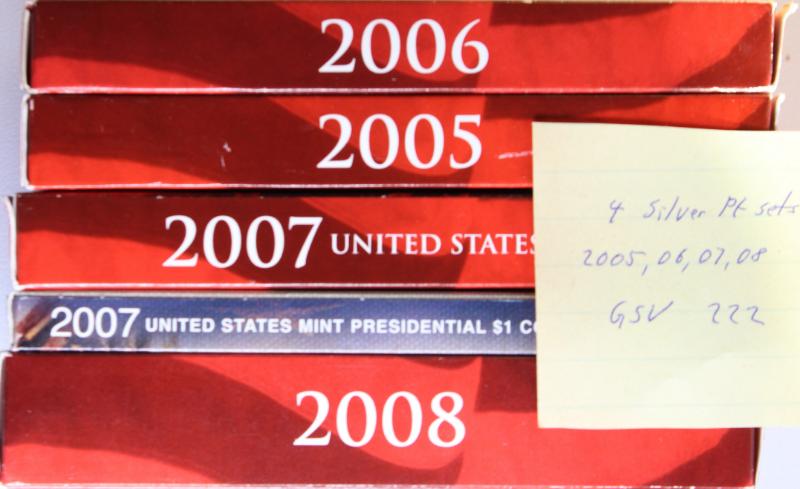 2006
2005
2007 UNITED STATES
2007 UNITED STATES MINT PRESIDENTIAL $1 CO
2008
4 Silver Pf sets
2005, 06, 07, 08
GSV 222